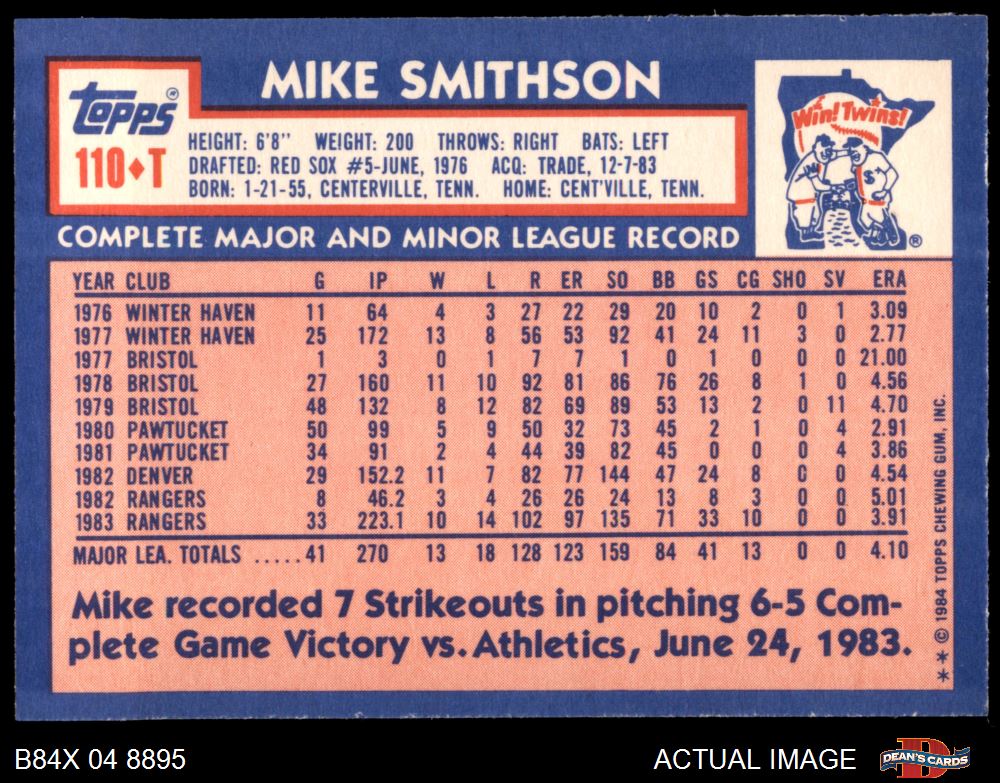 topps®
110♦T
MIKE SMITHSON
HEIGHT: 6'8" WEIGHT: 200 THROWS: RIGHT BATS: LEFT
DRAFTED: RED SOX #5-JUNE, 1976 ACQ: TRADE, 12-7-83
BORN: 1-21-55, CENTERVILLE, TENN. HOME: CENT'VILLE, TENN.
Win! Twins!
®
COMPLETE MAJOR AND MINOR LEAGUE RECORD
YEAR CLUB G IP W L R ER SO BB GS CG SHO SV ERA
1976 WINTER HAVEN 11 64 4 3 27 22 29 20 10 2 0 1 3.09
1977 WINTER HAVEN 25 172 13 8 56 53 92 41 24 11 3 0 2.77
1977 BRISTOL 1 3 0 1 7 7 1 0 1 0 0 0 21.00
1978 BRISTOL 27 160 11 10 92 81 86 76 26 8 1 0 4.56
1979 BRISTOL 48 132 8 12 82 69 89 53 13 2 0 11 4.70
1980 PAWTUCKET 50 99 5 9 50 32 73 45 2 1 0 4 2.91
1981 PAWTUCKET 34 91 2 4 44 39 82 45 0 0 0 4 3.86
1982 DENVER 29 152.2 11 7 82 77 144 47 24 8 0 0 4.54
1982 RANGERS 8 46.2 3 4 26 26 24 13 8 3 0 0 5.01
1983 RANGERS 33 223.1 10 14 102 97 135 71 33 10 0 0 3.91
MAJOR LEA. TOTALS .....41 270 13 18 128 123 159 84 41 13 0 0 4.10
Mike recorded 7 Strikeouts in pitching 6-5 Com-
plete Game Victory vs. Athletics, June 24, 1983.
** © 1984 TOPPS CHEWING GUM, INC.
B84X 04 8895
ACTUAL IMAGE
DEAN'S CARDS